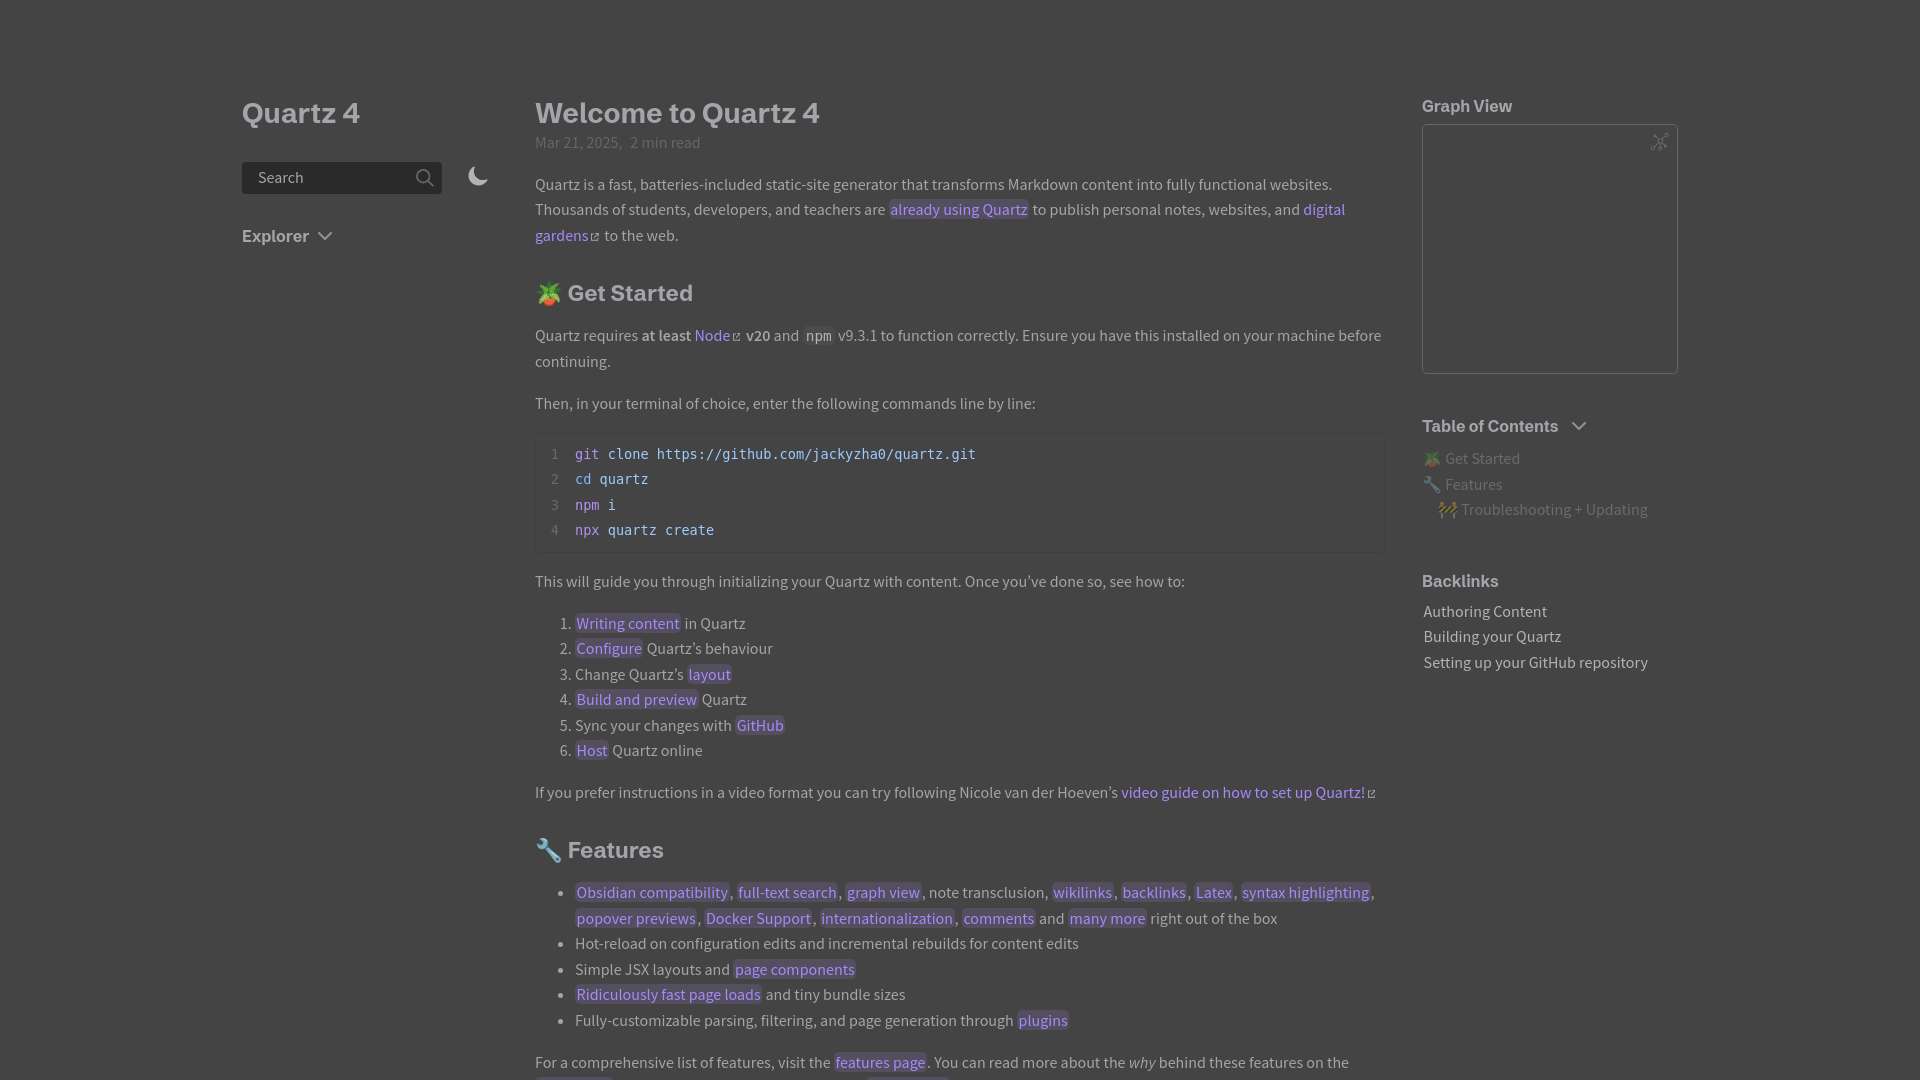 Quartz 4
Search
Explorer
Welcome to Quartz 4
Mar 21, 2025, 2 min read
Quartz is a fast, batteries-included static-site generator that transforms Markdown content into fully functional websites.
Thousands of students, developers, and teachers are already using Quartz to publish personal notes, websites, and digital
gardens to the web.
🪴 Get Started
Quartz requires at least Node v20 and npm v9.3.1 to function correctly. Ensure you have this installed on your machine before
continuing.
Then, in your terminal of choice, enter the following commands line by line:
1 git clone https://github.com/jackyzha0/quartz.git
2 cd quartz
3 npm i
4 npx quartz create
This will guide you through initializing your Quartz with content. Once you’ve done so, see how to:
1. Writing content in Quartz
2. Configure Quartz’s behaviour
3. Change Quartz’s layout
4. Build and preview Quartz
5. Sync your changes with GitHub
6. Host Quartz online
If you prefer instructions in a video format you can try following Nicole van der Hoeven’s video guide on how to set up Quartz!
🔧 Features
• Obsidian compatibility, full-text search, graph view, note transclusion, wikilinks, backlinks, Latex, syntax highlighting,
popover previews, Docker Support, internationalization, comments and many more right out of the box
• Hot-reload on configuration edits and incremental rebuilds for content edits
• Simple JSX layouts and page components
• Ridiculously fast page loads and tiny bundle sizes
• Fully-customizable parsing, filtering, and page generation through plugins
For a comprehensive list of features, visit the features page. You can read more about the why behind these features on the
Graph View
Table of Contents
🪴 Get Started
🔧 Features
🚧 Troubleshooting + Updating
Backlinks
Authoring Content
Building your Quartz
Setting up your GitHub repository